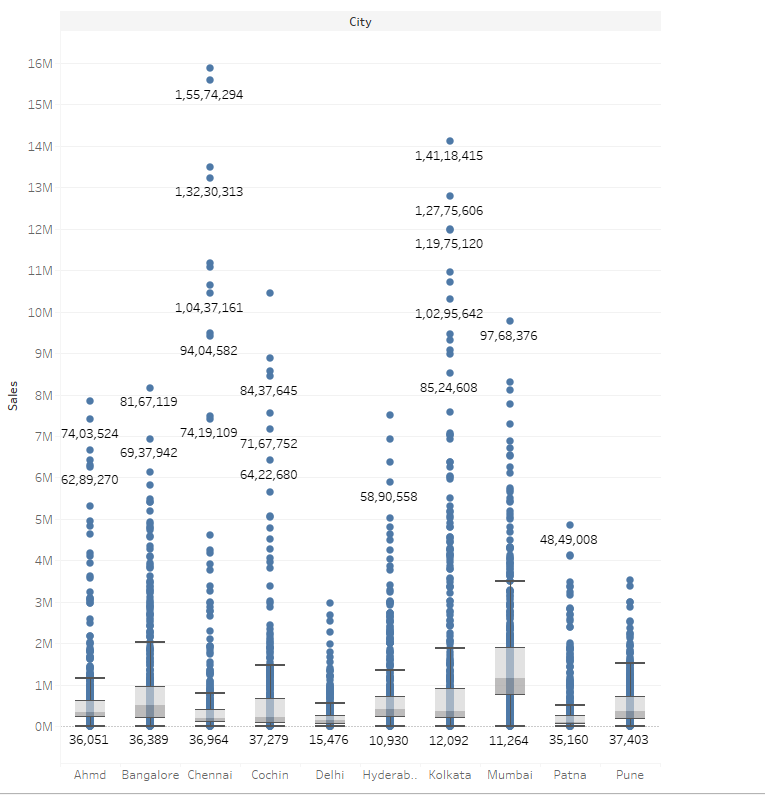 City
16M
15M
14M
13M
12M
11M
10M
9M
8M
7M
6M
5M
4M
3M
2M
1M
0M
Sales
1,55,74,294
1,41,18,415
1,32,30,313
1,27,75,606
1,19,75,120
1,04,37,161
1,02,95,642
97,68,376
94,04,582
84,37,645
85,24,608
81,67,119
74,03,524
74,19,109
71,67,752
69,37,942
62,89,270
64,22,680
58,90,558
48,49,008
36,051 36,389 36,964 37,279 15,476 10,930 12,092 11,264 35,160 37,403
Ahmd Bangalore Chennai Cochin Delhi Hyderab.. Kolkata Mumbai Patna Pune